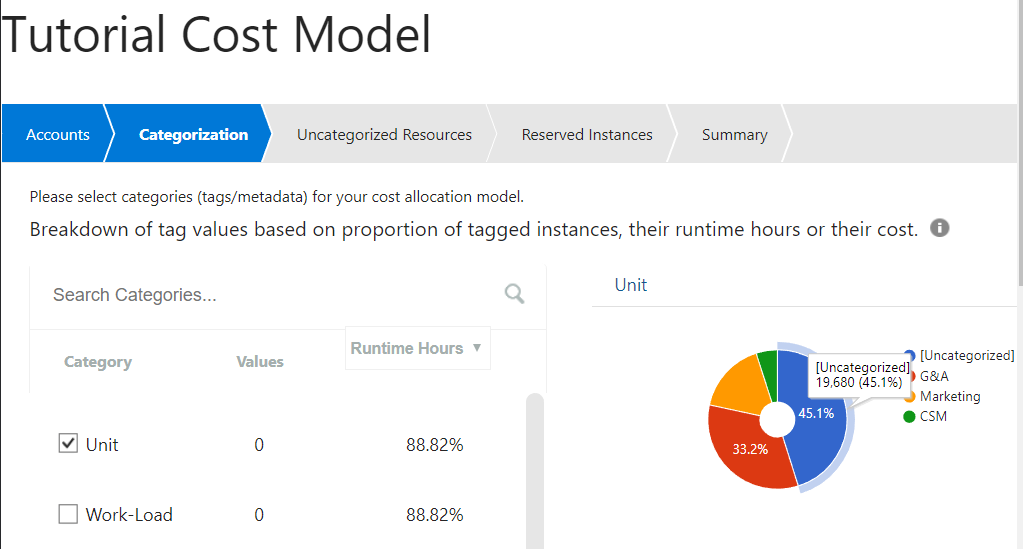 Tutorial Cost Model
Accounts
Categorization
Uncategorized Resources
Reserved Instances
Summary
Please select categories (tags/metadata) for your cost allocation model.
Breakdown of tag values based on proportion of tagged instances, their runtime hours or their cost.
Search Categories...
Category Values Runtime Hours ▼
Unit 0 88.82%
Work-Load 0 88.82%
Unit
[Uncategorized]
19,680 (45.1%)
45.1%
33.2%
[Uncategorized]
G&A
Marketing
CSM